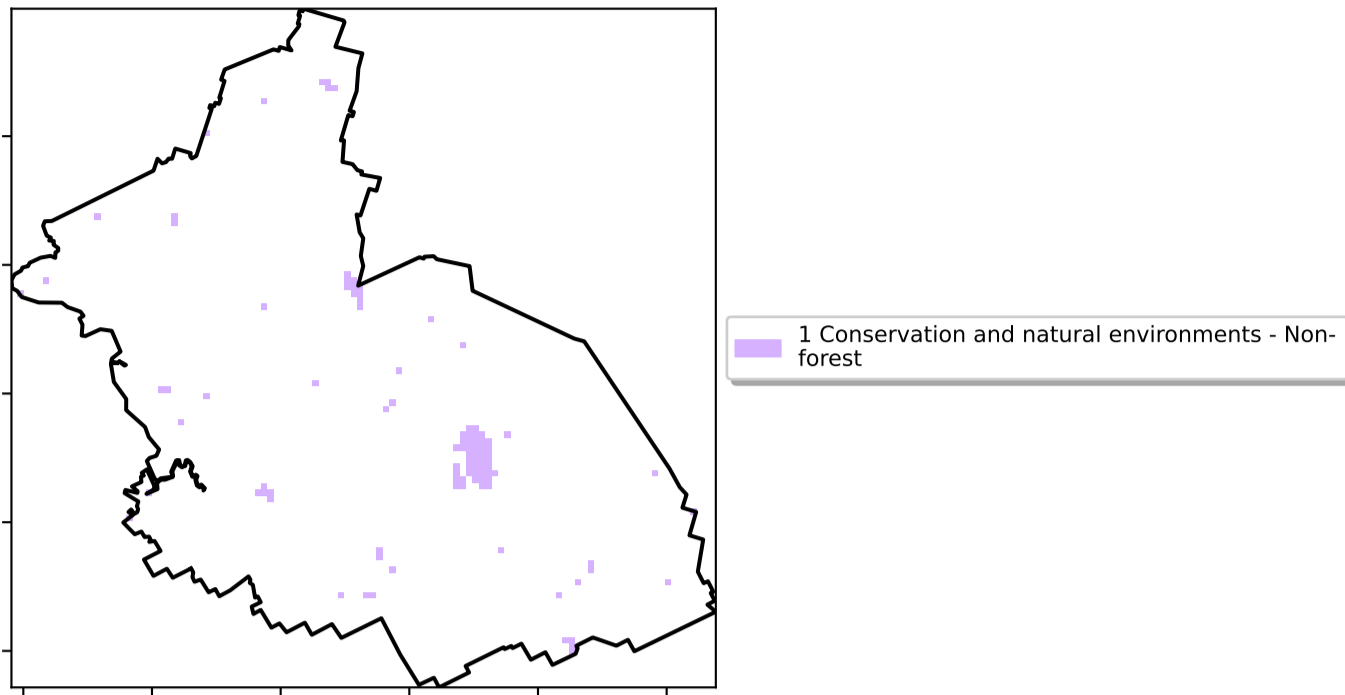 1 Conservation and natural environments - Non-
forest